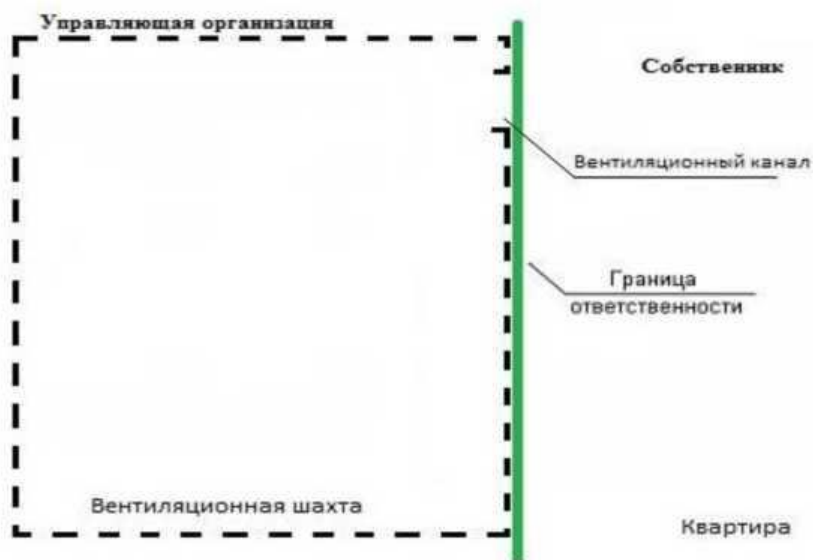 Управляющая организация
Собственник
Вентиляционный канал
Граница
ответственности
Вентиляционная шахта
Квартира